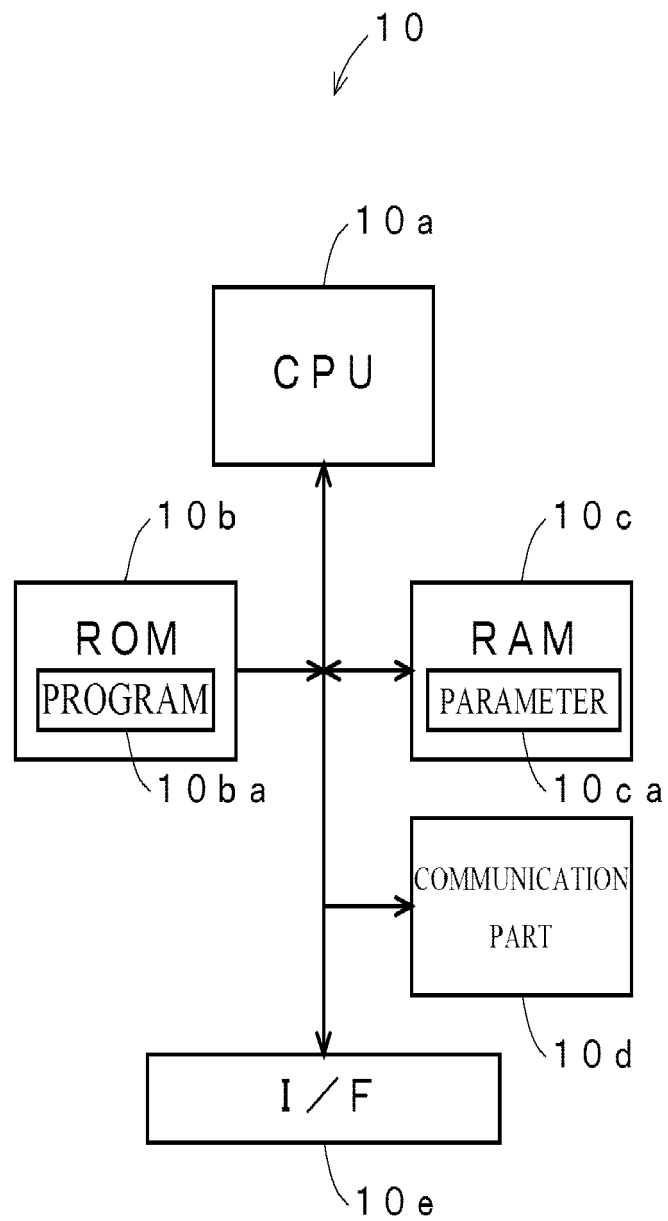 10
10a
CPU
10b
10c
ROM
RAM
PROGRAM
PARAMETER
10ba
10ca
COMMUNICATION
PART
10d
I/F
10e